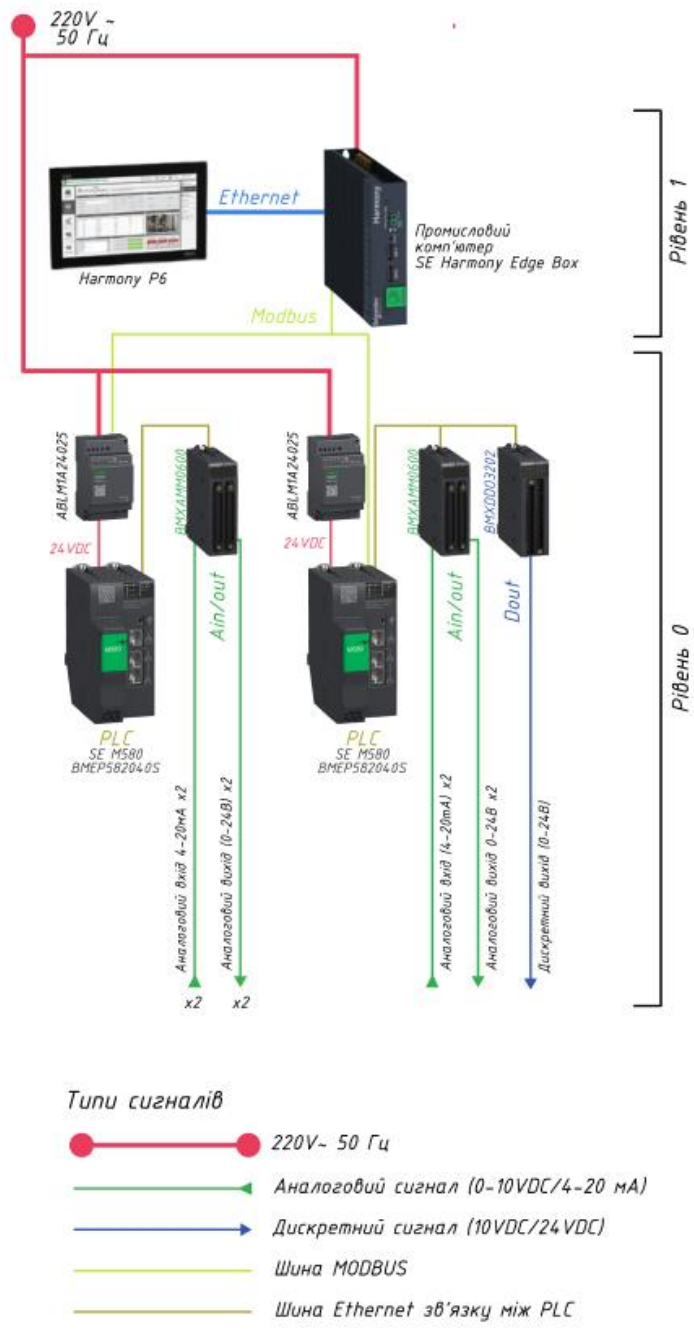 220V ~
50 Гц
Ethernet
Harmony
Промисловий
комп'ютер
SE Harmony Edge Box
Harmony P6
Modbus
Рівень 1
ABLM1A24025
BMXAMM0600
ABLM1A24025
BMXAMM0600
BMXDDO3202
24VDC
24VDC
Ain/out
Ain/out
Dout
M580
M580
PLC
SE M580
BMEP582040S
PLC
SE M580
BMEP582040S
Рівень 0
Аналоговий вхід 4-20мА x2
Аналоговий вихід (0-24В) x2
Аналоговий вхід (4-20mA) x2
Аналоговий вихід 0-24В x2
Дискретний вихід (0-24В)
x2
x2
Типи сигналів
220V~ 50 Гц
Аналоговий сигнал (0-10VDC/4-20 мА)
Дискретний сигнал (10VDC/24VDC)
Шина MODBUS
Шина Ethernet зв'язку між PLC